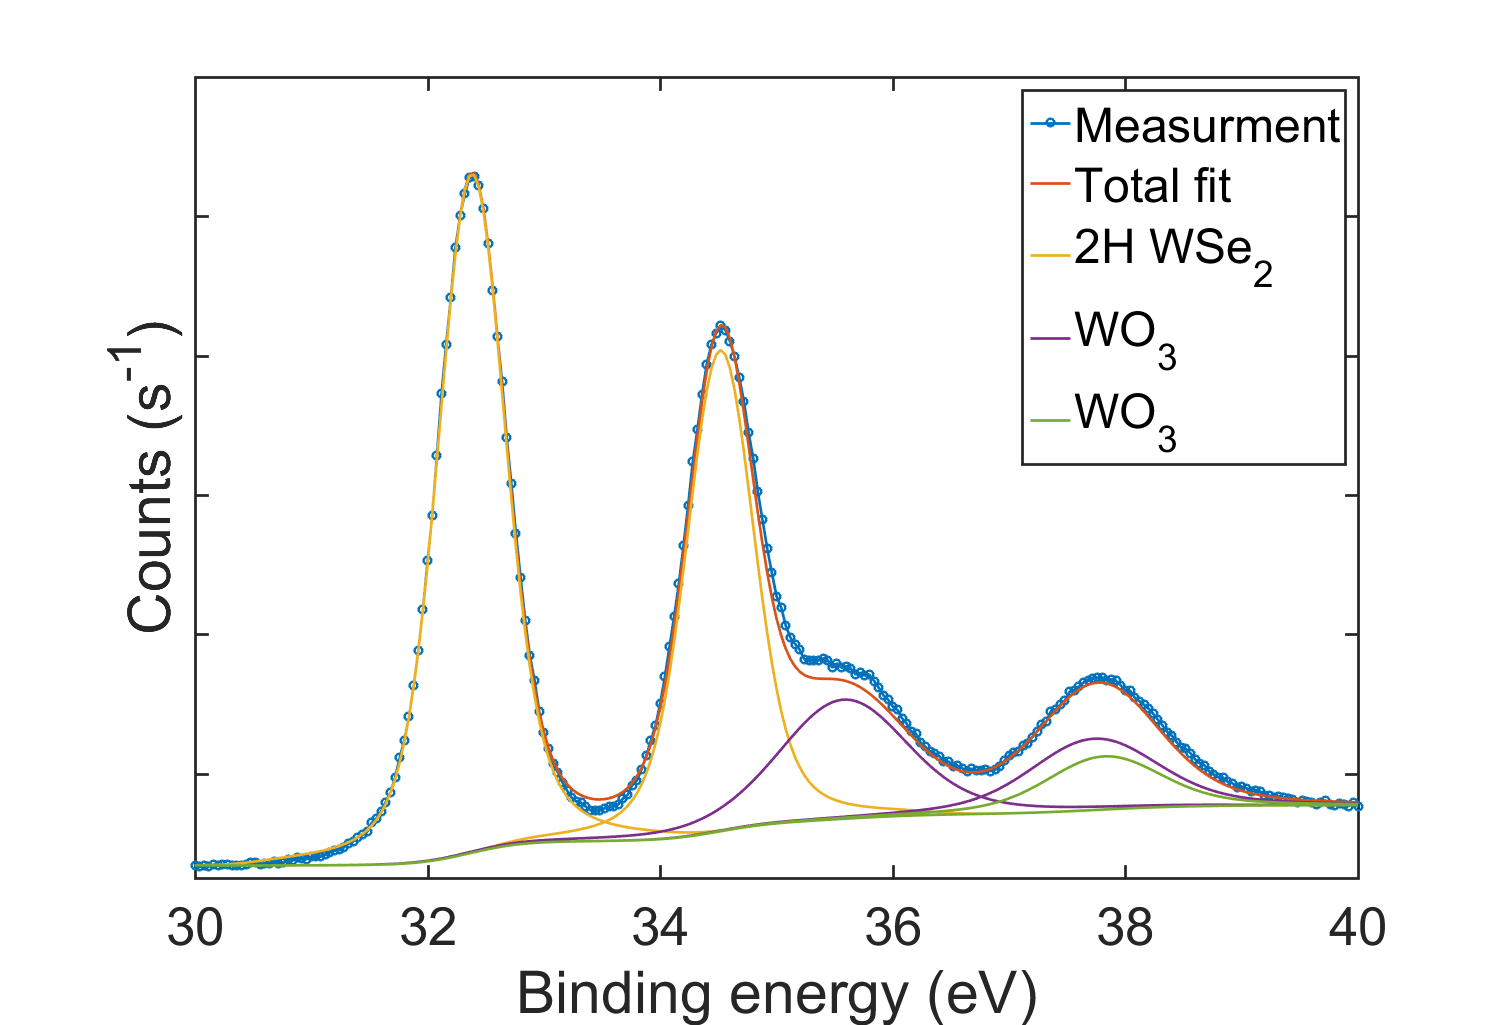 Measurment
Total fit
2H WSe2
WO3
WO3
Counts (s-1)
30 32 34 36 38 40
Binding energy (eV)